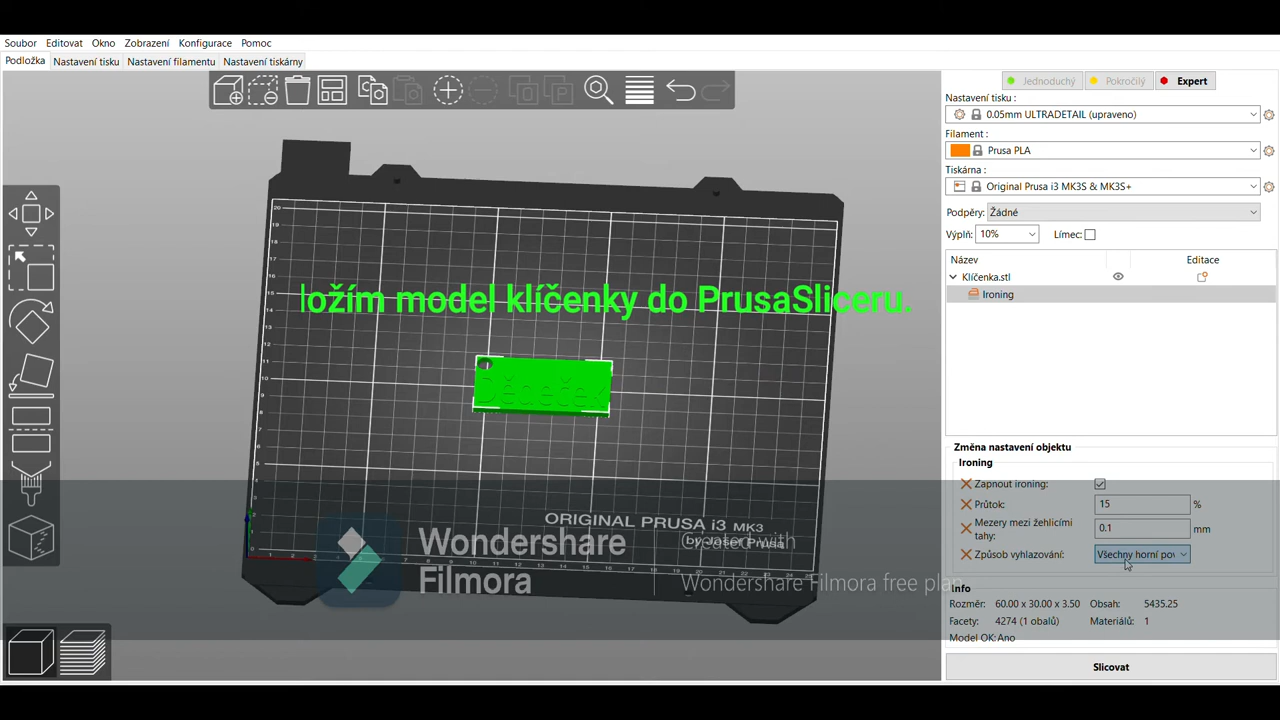 Soubor Editovat Okno Zobrazení Konfigurace Pomoc
Podložka Nastavení tisku Nastavení filamentu Nastavení tiskárny
Jednoduchý Pokročilý Expert
Nastavení tisku :
0.05mm ULTRADETAIL (upraveno)
Filament :
Prusa PLA
Tiskárna :
Original Prusa i3 MK3S & MK3S+
Podpěry: Žádné
Výplň: 10% Límec:
Název Editace
Klíčenka.stl
Ironing
ložím model klíčenky do PrusaSliceru.
Dědeček
ORIGINAL PRUSA i3 MK3
by Josef Prusa
Wondershare
Filmora
Created with
Wondershare Filmora free plan
Změna nastavení objektu
Ironing
Zapnout ironing:
Průtok: 15 %
Mezery mezi žehlícími
tahy: 0.1 mm
Způsob vyhlazování: Všechny horní pov
Info
Rozměr: 60.00 x 30.00 x 3.50 Obsah: 5435.25
Facety: 4274 (1 obalů) Materiálů: 1
Model OK: Ano
Slicovat